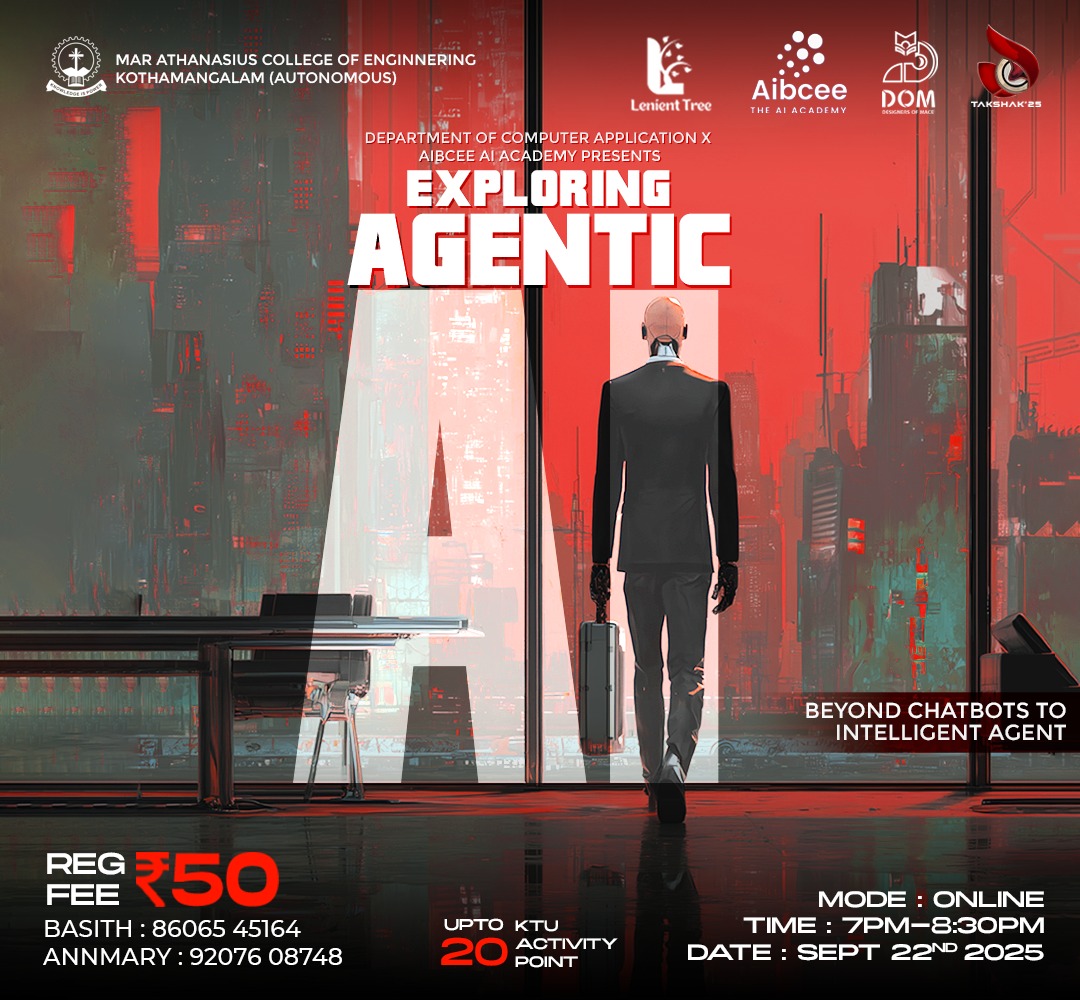 MAR ATHANASIUS COLLEGE OF ENGINNERING
KOTHAMANGALAM (AUTONOMOUS)
KNOWLEDGE IS POWER
Lenient Tree
Aibcee
THE AI ACADEMY
DOM
DESIGNERS OF MACE
TAKSHAK'25
DEPARTMENT OF COMPUTER APPLICATION X
AIBCEE AI ACADEMY PRESENTS
EXPLORING
AGENTIC
AI
BEYOND CHATBOTS TO
INTELLIGENT AGENT
REG
FEE ₹50
BASITH : 86065 45164
ANNMARY : 92076 08748
UPTO
20
KTU
ACTIVITY
POINT
MODE : ONLINE
TIME : 7PM–8:30PM
DATE : SEPT 22ND 2025